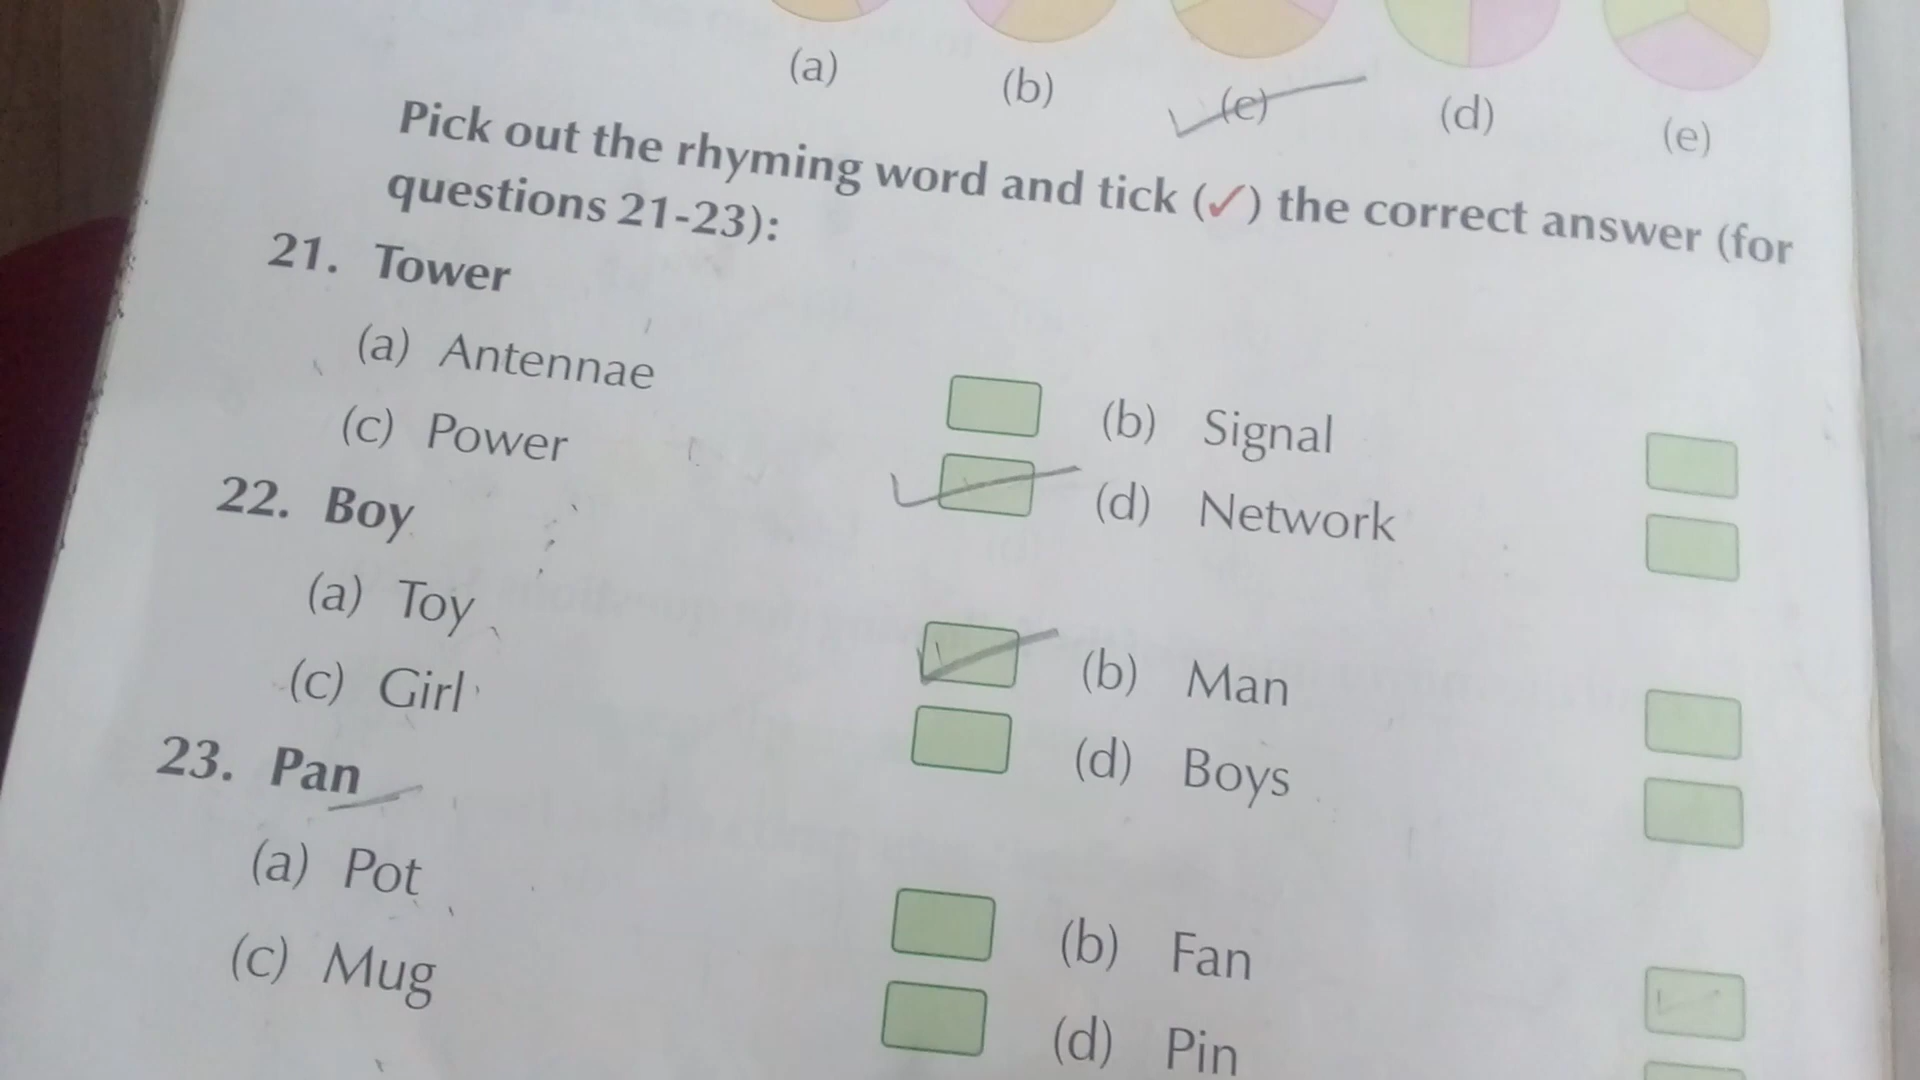 (a) (b) (c) (d) (e)
Pick out the rhyming word and tick (✓) the correct answer (for
questions 21-23):
21. Tower
(a) Antennae (b) Signal
(c) Power (d) Network
22. Boy
(a) Toy (b) Man
(c) Girl (d) Boys
23. Pan
(a) Pot (b) Fan
(c) Mug (d) Pin